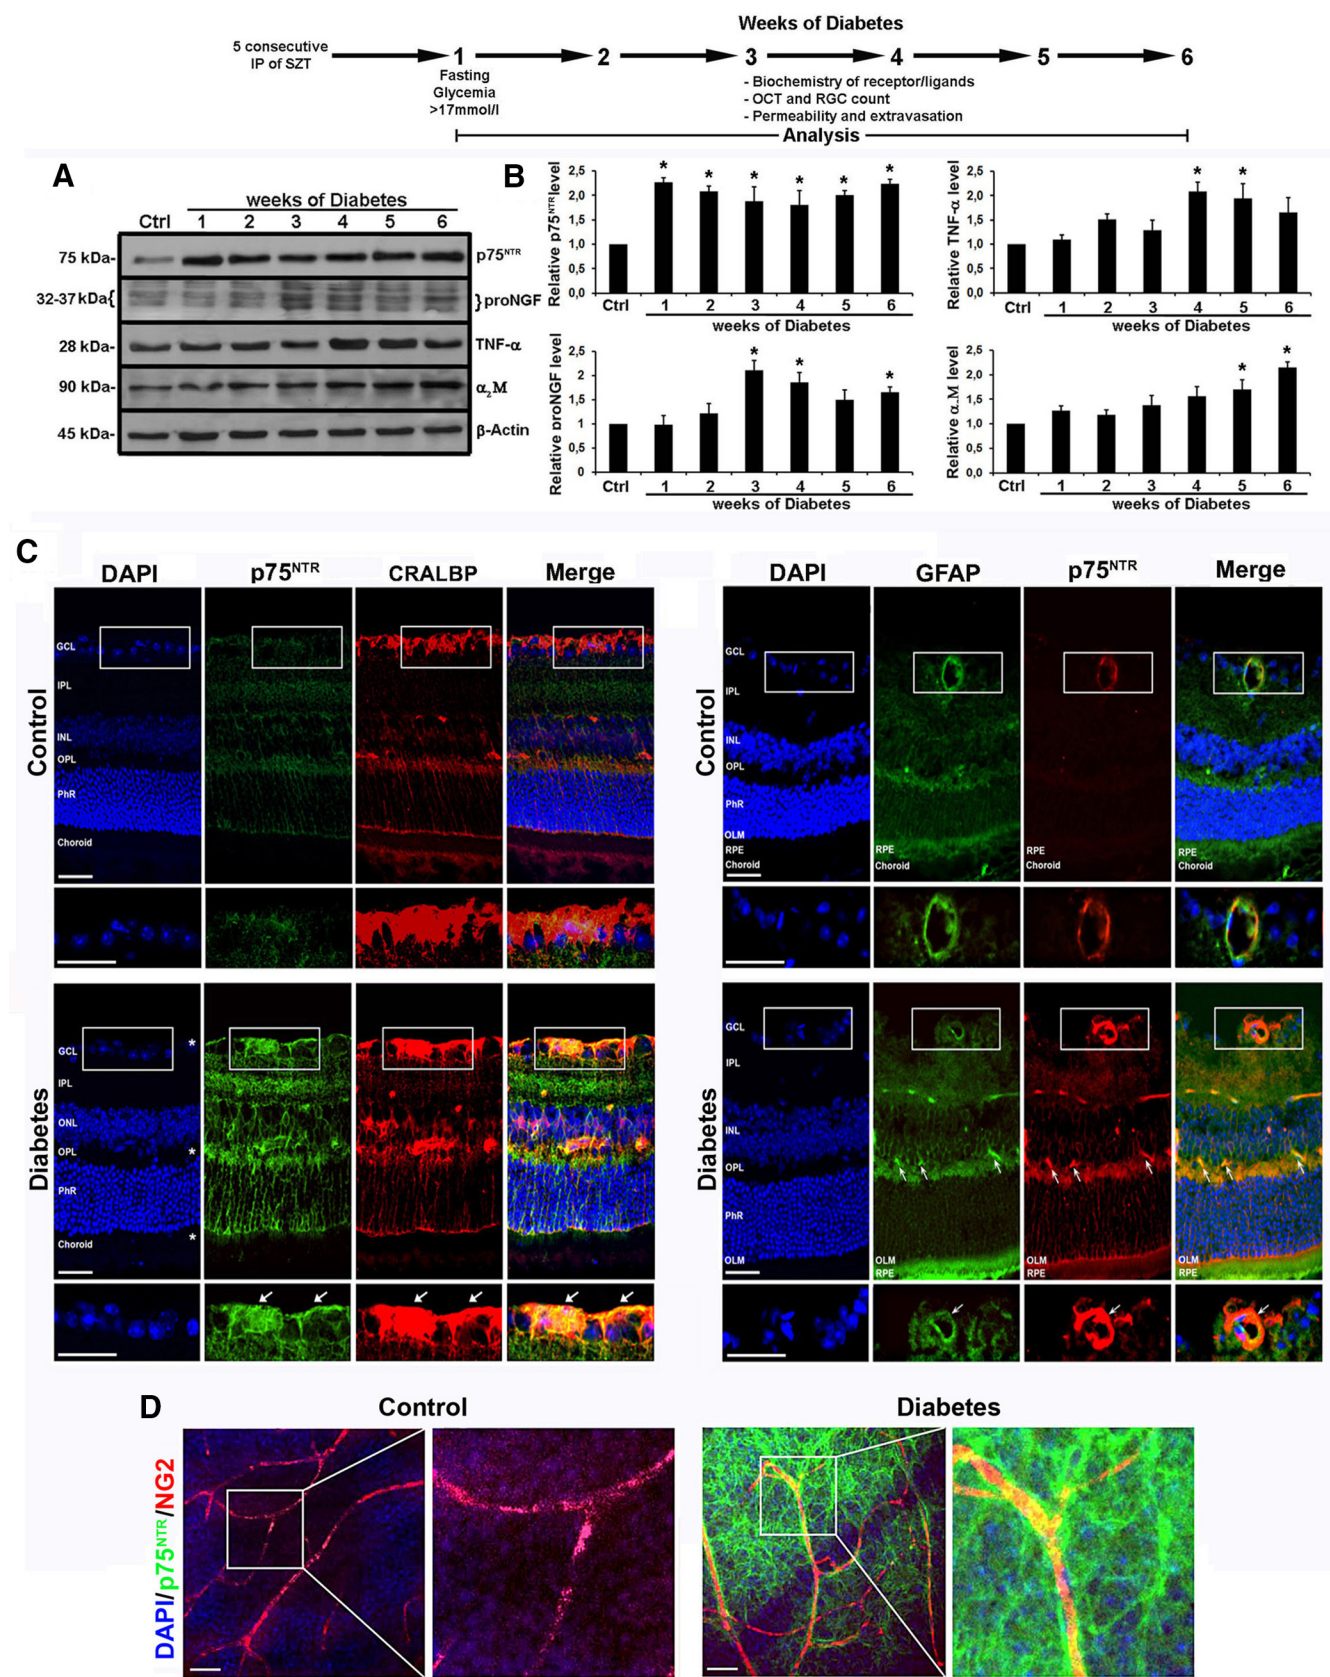 Weeks of Diabetes
5 consecutive
IP of SZT
1 2 3 4 5 6
Fasting
Glycemia
>17mmol/l
- Biochemistry of receptor/ligands
- OCT and RGC count
- Permeability and extravasation
Analysis
A
weeks of Diabetes
Ctrl 1 2 3 4 5 6
75 kDa- p75NTR
32-37 kDa{ }proNGF
28 kDa- TNF-α
90 kDa- α2M
45 kDa- β-Actin
B
Relative p75NTR level
2,5
2,0
1,5
1,0
0,5
0,0
* * * * * *
Ctrl 1 2 3 4 5 6
weeks of Diabetes
Relative TNF-α level
2,5
2,0
1,5
1,0
0,5
0,0
* *
Ctrl 1 2 3 4 5 6
weeks of Diabetes
Relative proNGF level
2,5
2
1,5
1
0,5
0
* * *
Ctrl 1 2 3 4 5 6
weeks of Diabetes
Relative α2M level
2,5
2,0
1,5
1,0
0,5
0,0
* *
Ctrl 1 2 3 4 5 6
weeks of Diabetes
C
DAPI p75NTR CRALBP Merge
Control
GCL
IPL
INL
OPL
PhR
Choroid
Diabetes
GCL *
IPL
ONL
OPL *
PhR
Choroid *
DAPI GFAP p75NTR Merge
Control
GCL
IPL
INL
OPL
PhR
OLM
RPE RPE RPE RPE
Choroid Choroid Choroid Choroid
Diabetes
GCL
IPL
INL
OPL
PhR
OLM OLM OLM OLM
RPE RPE RPE
D
Control
Diabetes
DAPI/p75NTR/NG2